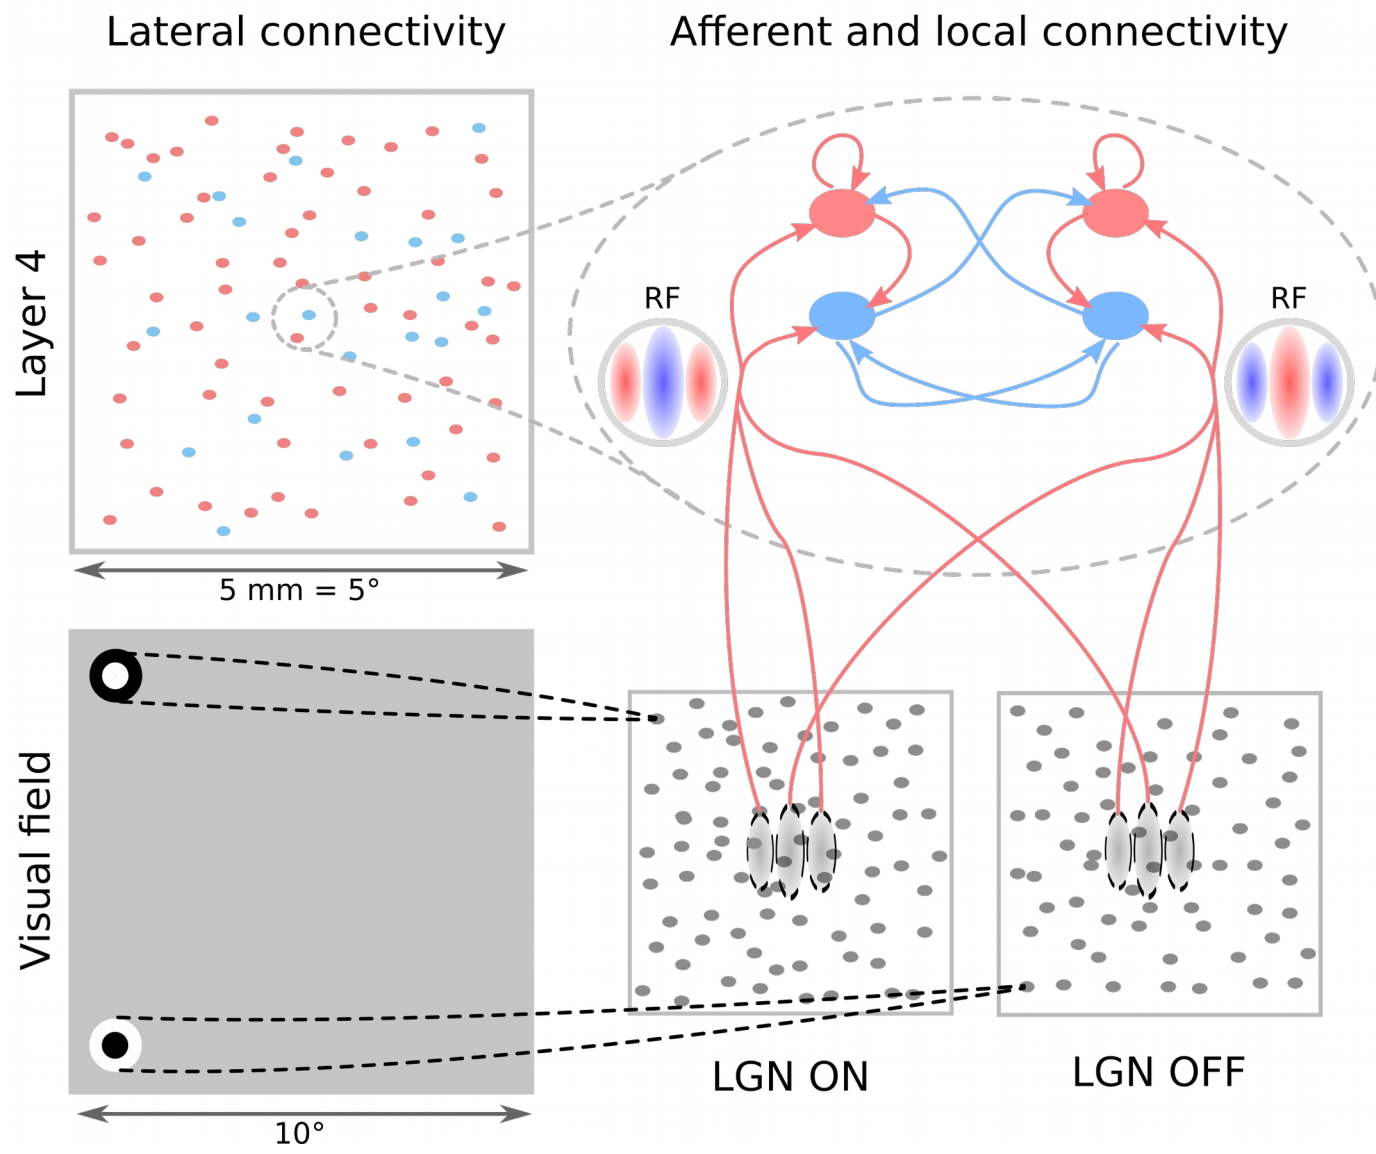 Lateral connectivity
Afferent and local connectivity
Layer 4
RF
RF
5 mm = 5°
Visual field
LGN ON
LGN OFF
10°